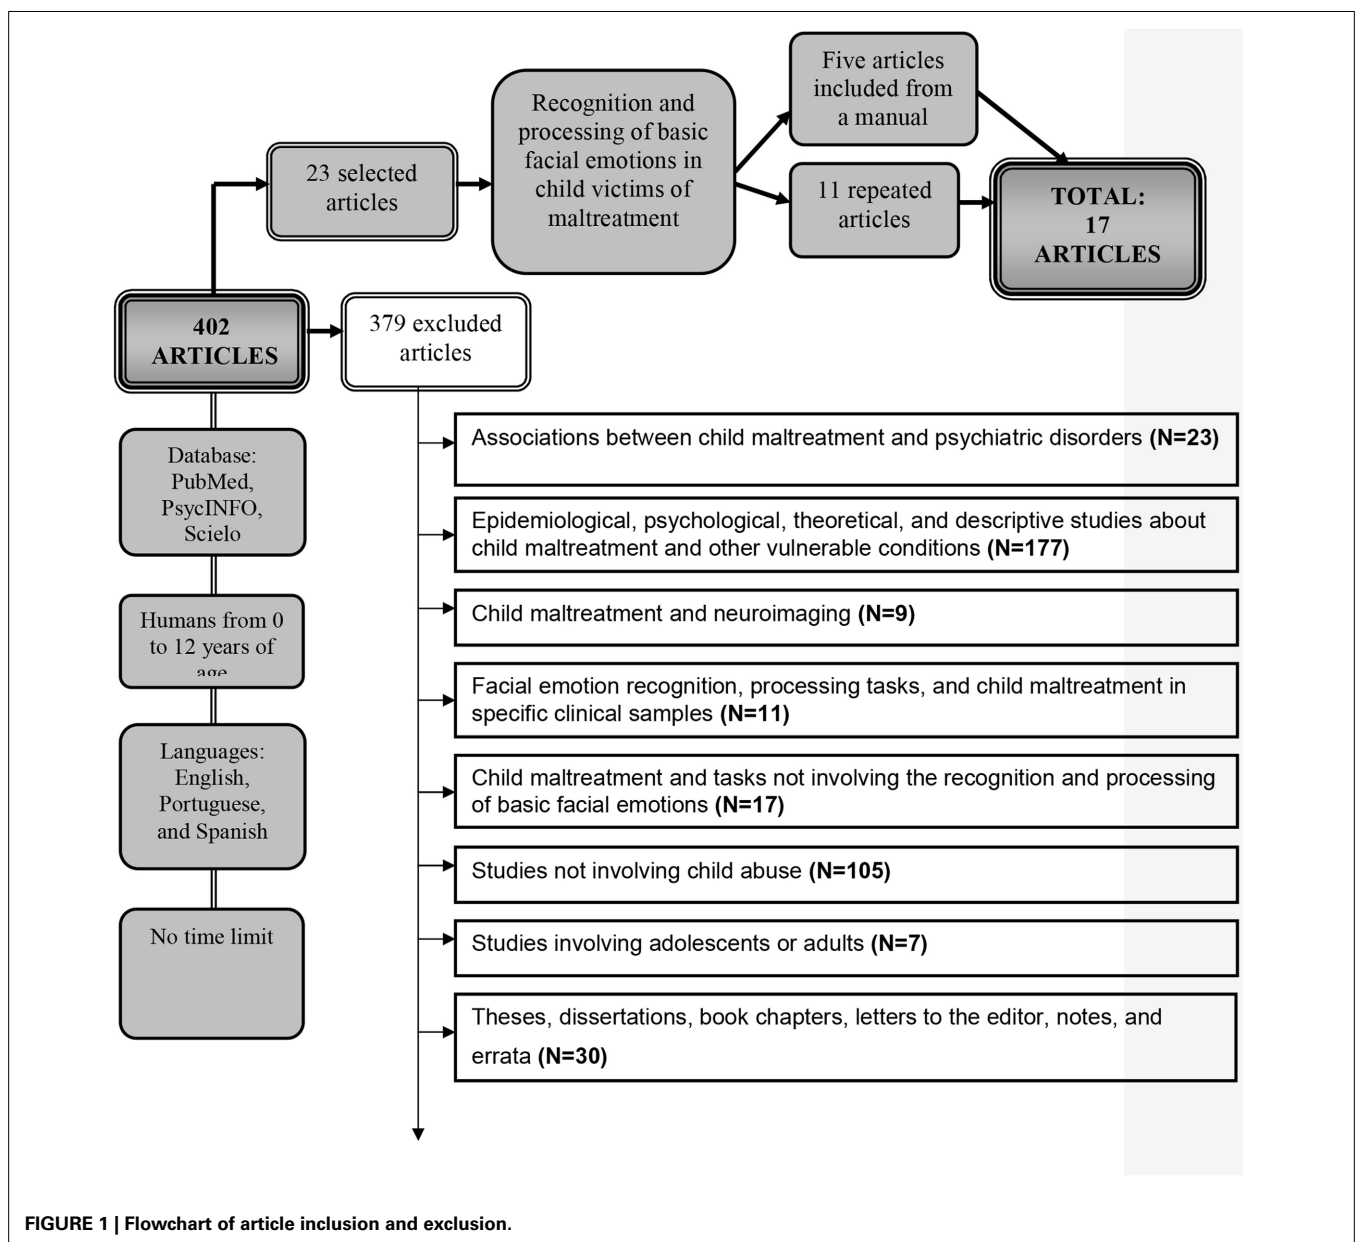 Five articles
included from
a manual
Recognition and
processing of basic
facial emotions in
child victims of
maltreatment
23 selected
articles
11 repeated
articles
TOTAL:
17
ARTICLES
402
ARTICLES
379 excluded
articles
Database:
PubMed,
PsycINFO,
Scielo
Humans from 0
to 12 years of
age
Languages:
English,
Portuguese,
and Spanish
No time limit
Associations between child maltreatment and psychiatric disorders (N=23)
Epidemiological, psychological, theoretical, and descriptive studies about
child maltreatment and other vulnerable conditions (N=177)
Child maltreatment and neuroimaging (N=9)
Facial emotion recognition, processing tasks, and child maltreatment in
specific clinical samples (N=11)
Child maltreatment and tasks not involving the recognition and processing
of basic facial emotions (N=17)
Studies not involving child abuse (N=105)
Studies involving adolescents or adults (N=7)
Theses, dissertations, book chapters, letters to the editor, notes, and
errata (N=30)
FIGURE 1 | Flowchart of article inclusion and exclusion.